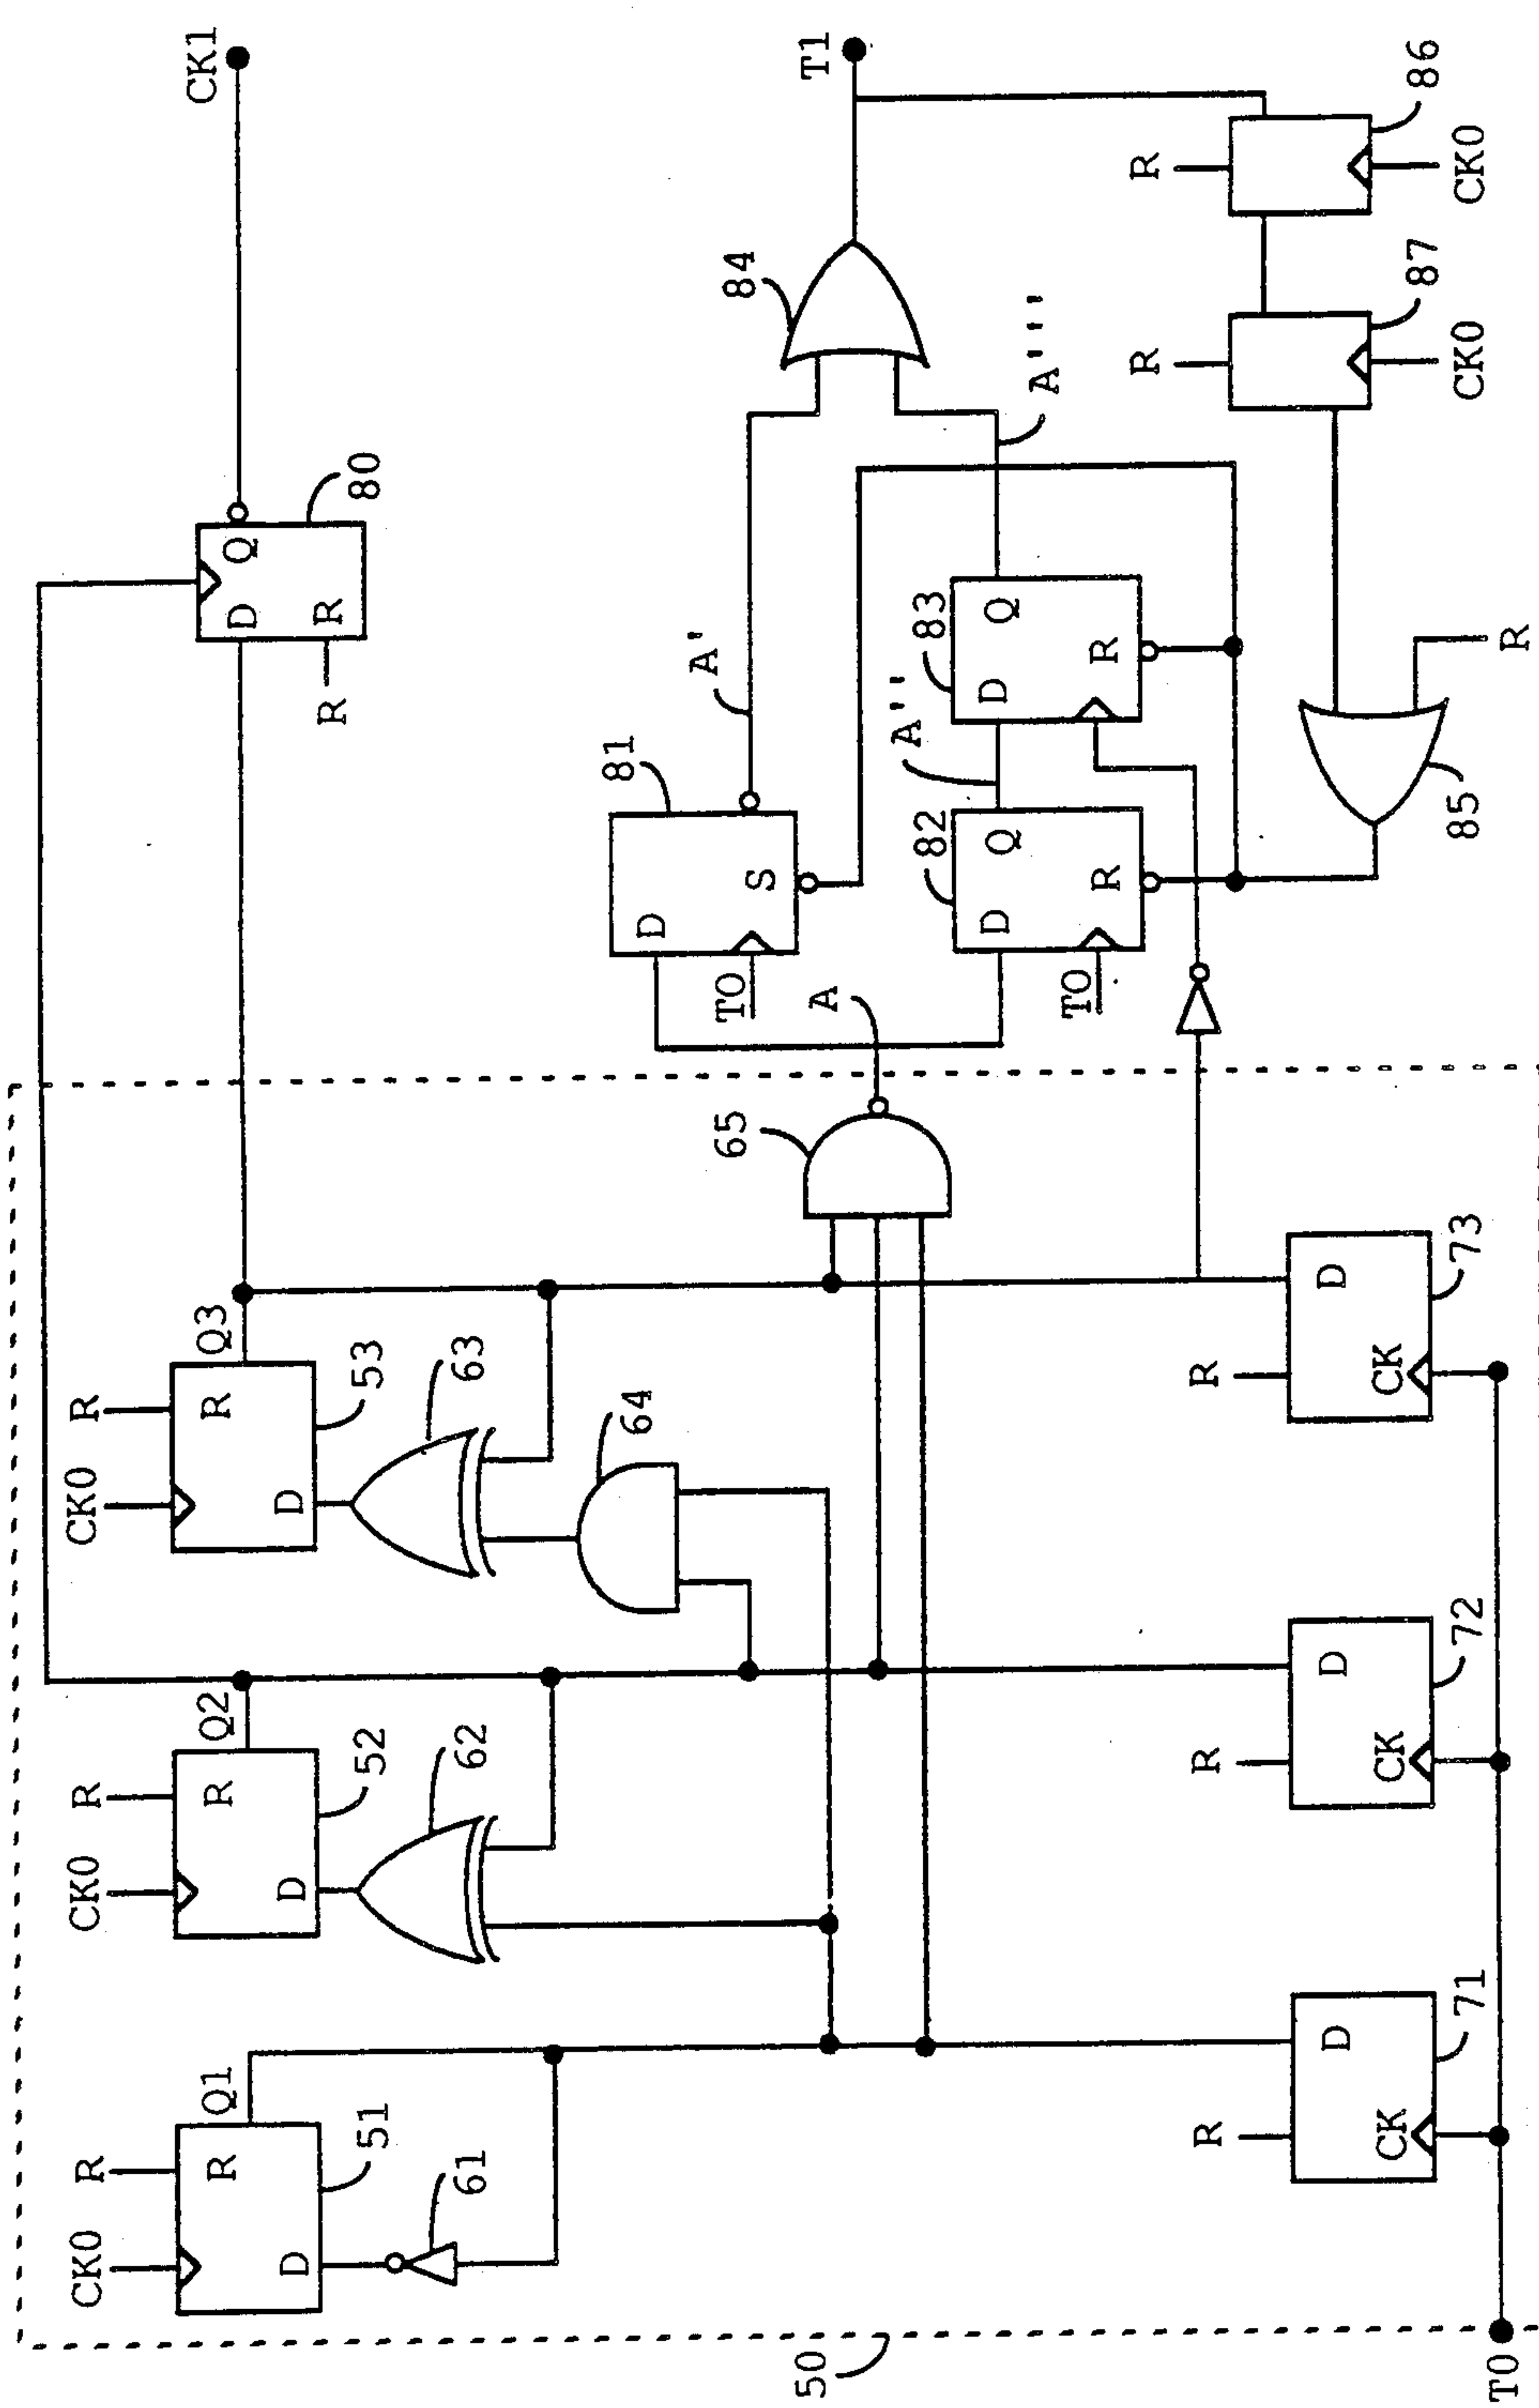 CK0 R CK0 R CK0 R
CK1
R Q1 R Q2 R Q3
D Q
D D D
R R
51 52 53 80
61 62 63
64
D 81
A'
65
TO S
84
T1
50
A
A''
82 83
D Q D Q
A''''
TO R R
R R R R R
D D D
CK CK CK
87 86
71 72 73
85
CK0 CK0
T0
R